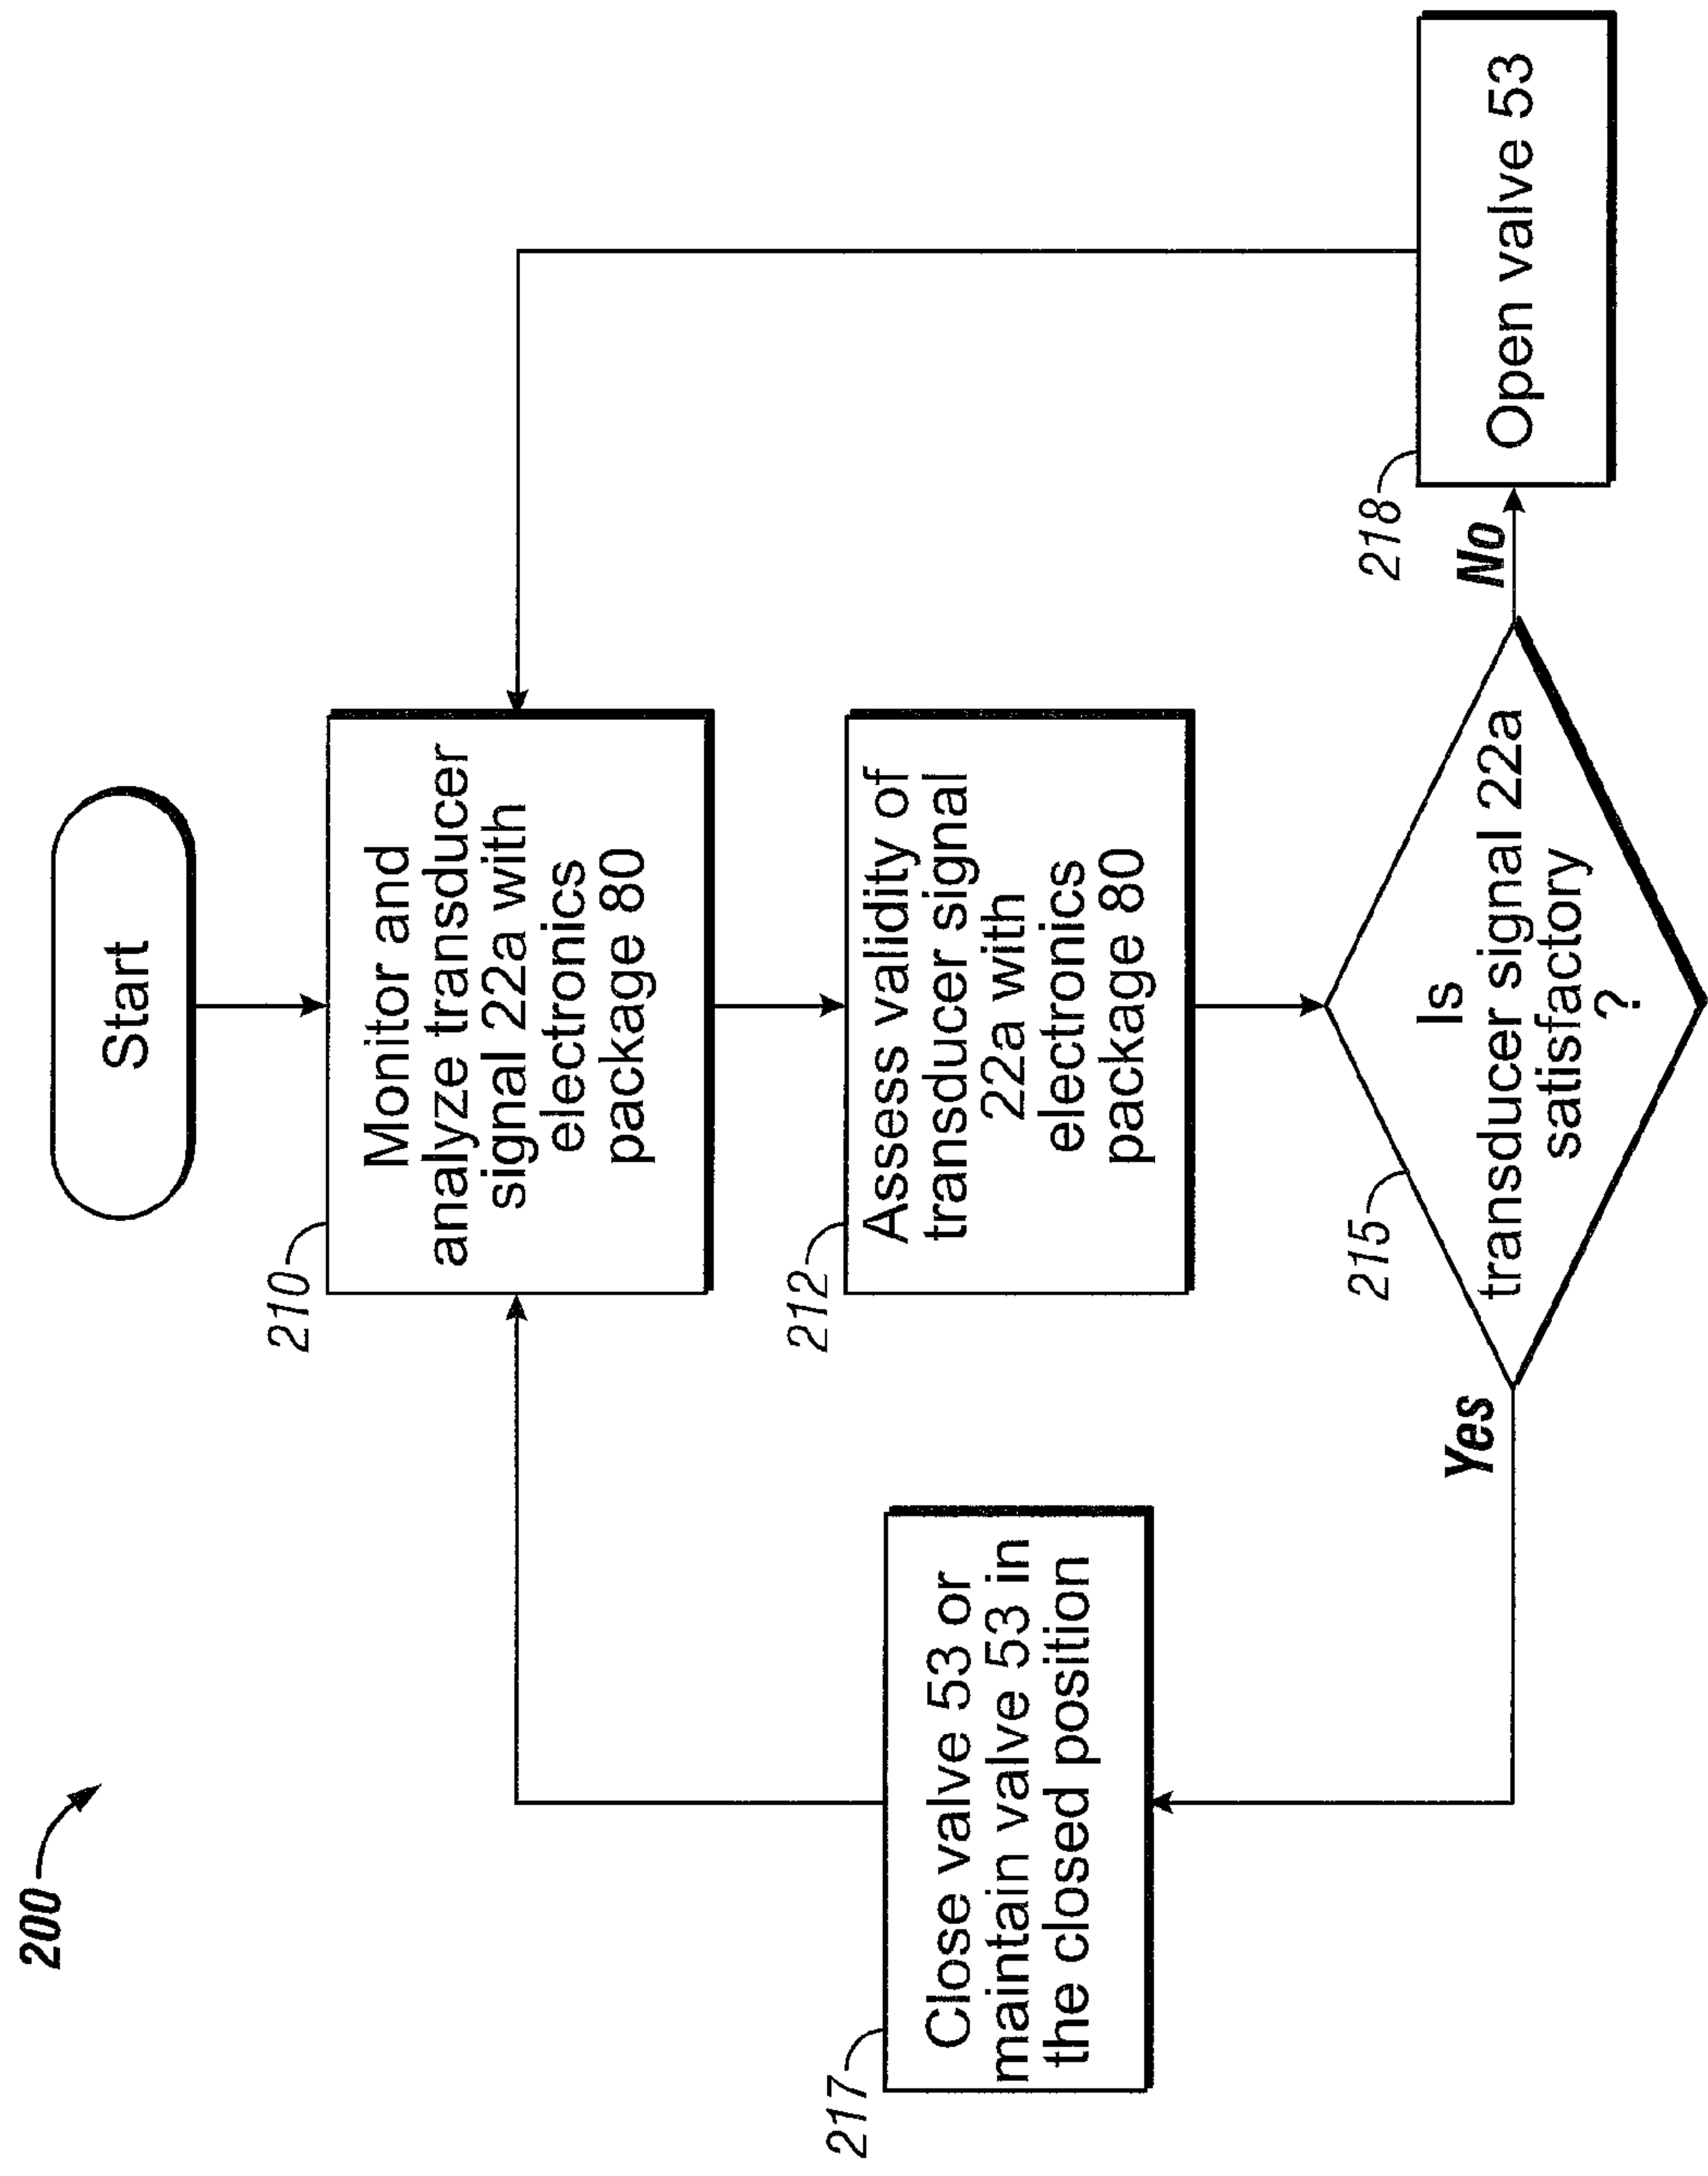 200
Start
210
Monitor and
analyze transducer
signal 22a with
electronics
package 80
212
Assess validity of
transducer signal
22a with
electronics
package 80
215
Is
transducer signal 22a
satisfactory
?
Yes
No
217
Close valve 53 or
maintain valve 53 in
the closed position
218
Open valve 53